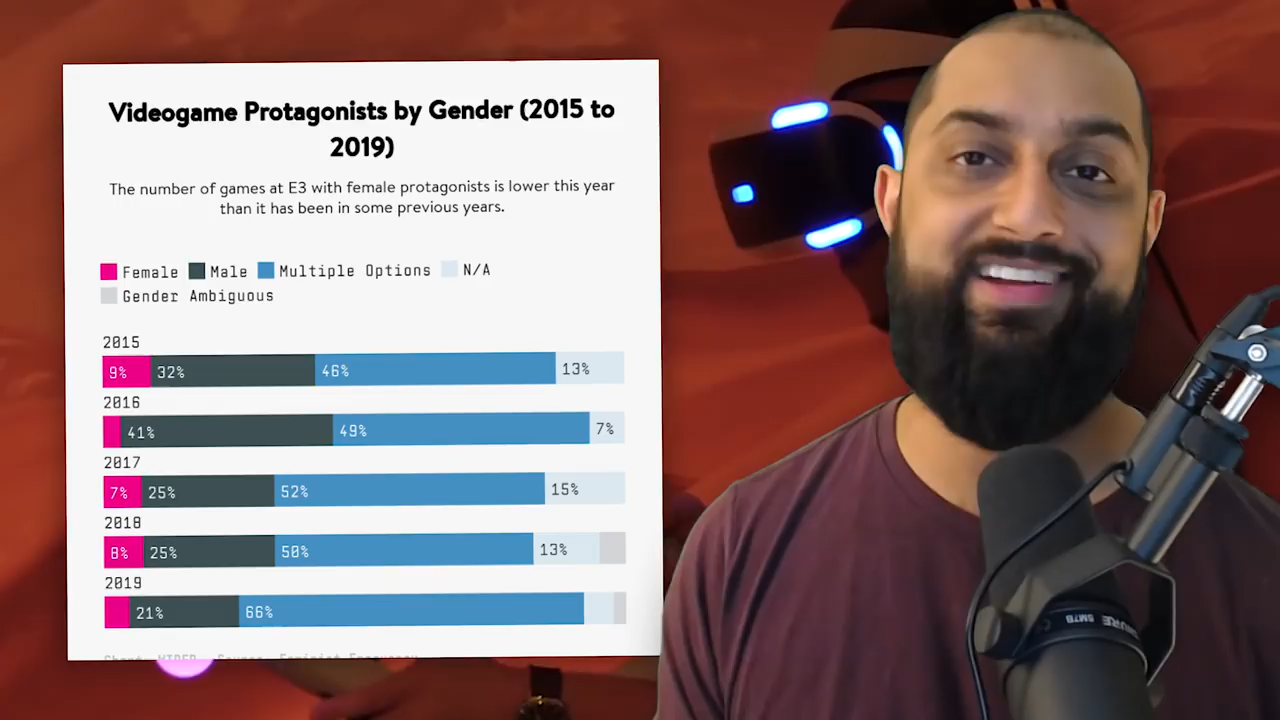 Videogame Protagonists by Gender (2015 to
2019)
The number of games at E3 with female protagonists is lower this year
than it has been in some previous years.
Female Male Multiple Options N/A
Gender Ambiguous
2015
9% 32% 46% 13%
2016
41% 49% 7%
2017
7% 25% 52% 15%
2018
8% 25% 50% 13%
2019
21% 66%
SHURE SM7B